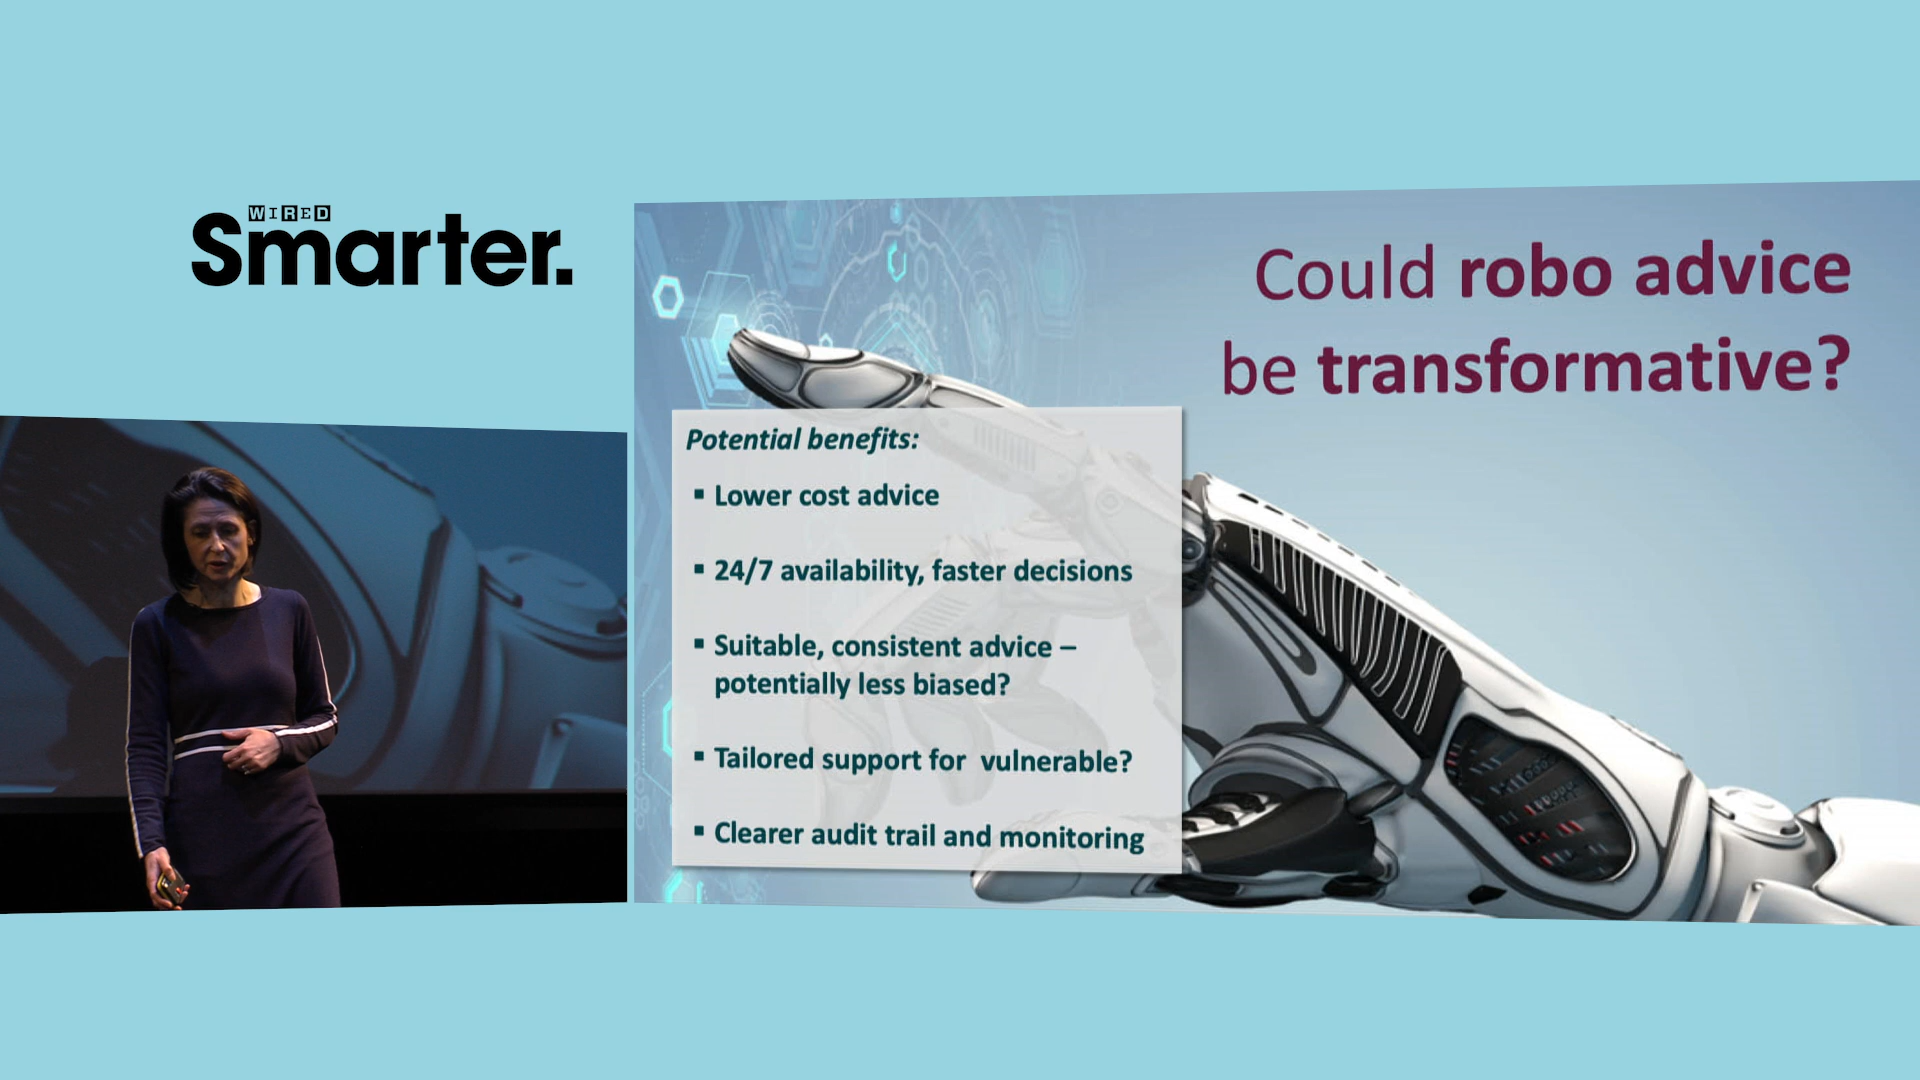 WIRED
Smarter.
Could robo advice
be transformative?
Potential benefits:
▪ Lower cost advice
▪ 24/7 availability, faster decisions
▪ Suitable, consistent advice –
potentially less biased?
▪ Tailored support for vulnerable?
▪ Clearer audit trail and monitoring